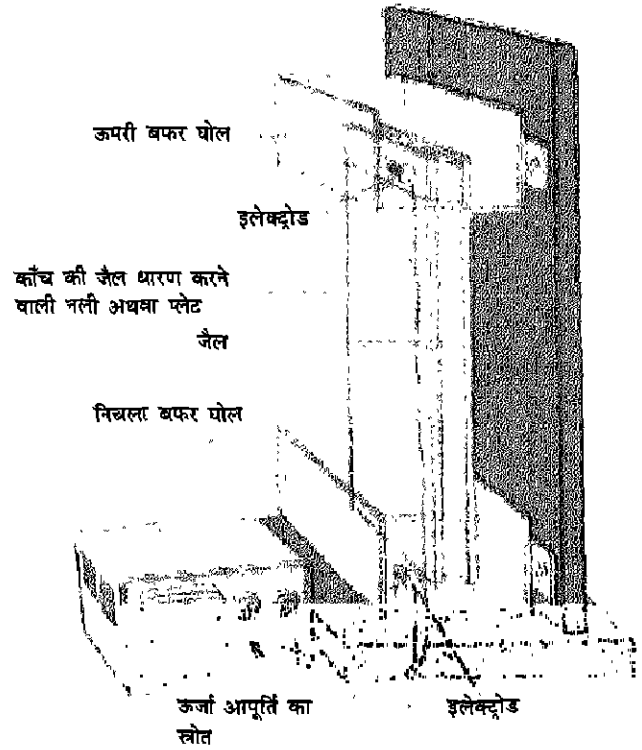 ऊपरी बफर घोल
इलेक्ट्रोड
काँच की जैल धारण करने
वाली नली अथवा प्लेट
जैल
निचला बफर घोल
ऊर्जा आपूर्ति का
स्रोत
इलेक्ट्रोड